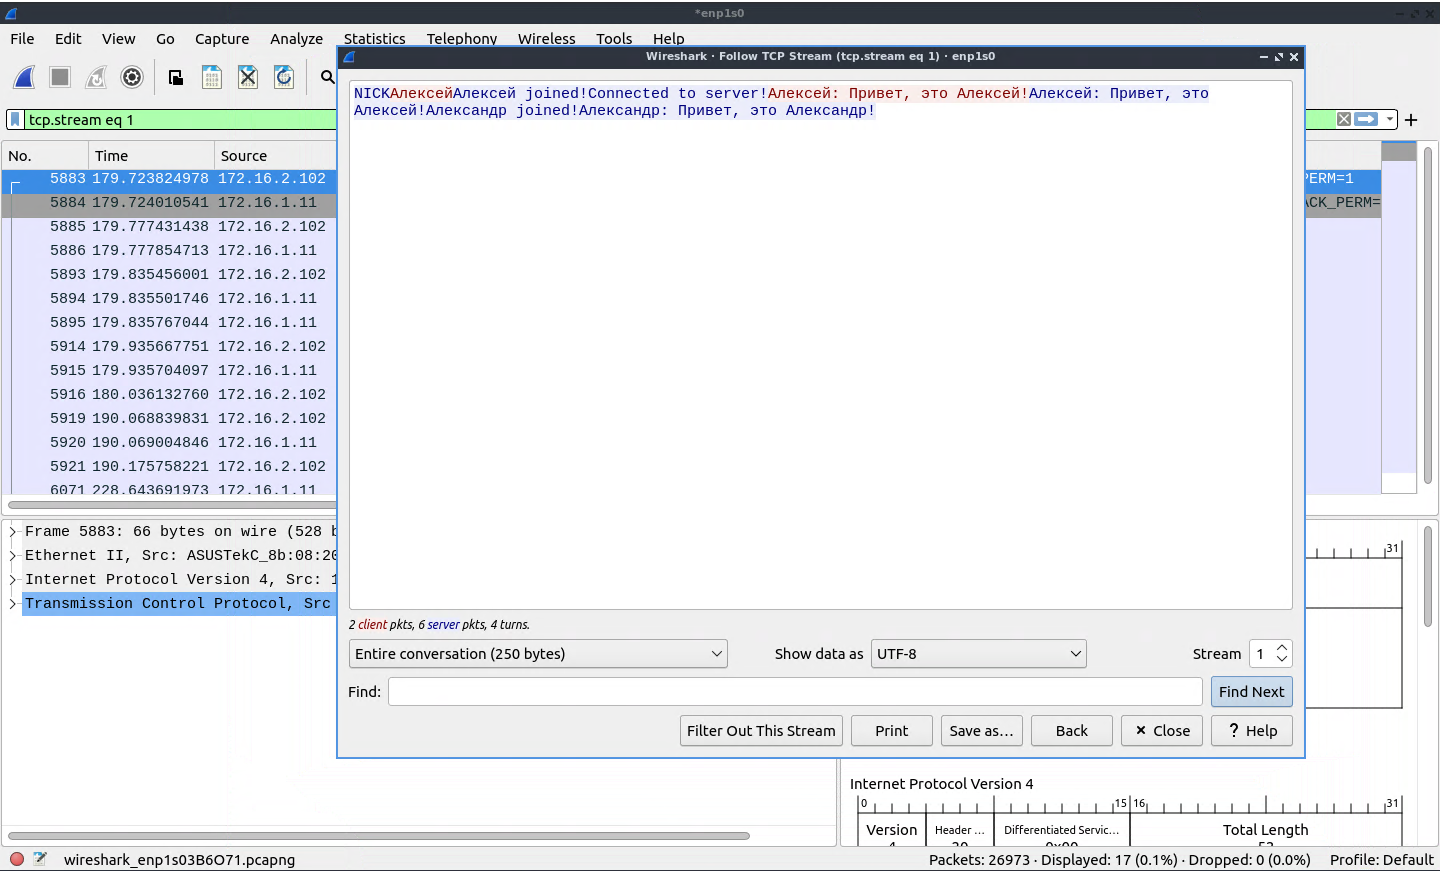 *enp1s0
File Edit View Go Capture Analyze Statistics Telephony Wireless Tools Help
Wireshark · Follow TCP Stream (tcp.stream eq 1) · enp1s0
tcp.stream eq 1
NICKАлексейАлексей joined!Connected to server!Алексей: Привет, это Алексей!Алексей: Привет, это
Алексей!Александр joined!Александр: Привет, это Александр!
No. Time Source
5883 179.723824978 172.16.2.102 PERM=1
5884 179.724010541 172.16.1.11 ACK_PERM=
5885 179.777431438 172.16.2.102
5886 179.777854713 172.16.1.11
5893 179.835456001 172.16.2.102
5894 179.835501746 172.16.1.11
5895 179.835767044 172.16.1.11
5914 179.935667751 172.16.2.102
5915 179.935704097 172.16.1.11
5916 180.036132760 172.16.2.102
5919 190.068839831 172.16.2.102
5920 190.069004846 172.16.1.11
5921 190.175758221 172.16.2.102
6071 228.643691973 172.16.1.11
Frame 5883: 66 bytes on wire (528 b
Ethernet II, Src: ASUSTekC_8b:08:20
Internet Protocol Version 4, Src: 1
Transmission Control Protocol, Src
31
2 client pkts, 6 server pkts, 4 turns.
Entire conversation (250 bytes) Show data as UTF-8 Stream 1
Find: Find Next
Filter Out This Stream Print Save as… Back Close Help
Internet Protocol Version 4
0 15 16 31
Version Header … Differentiated Servic… Total Length
wireshark_enp1s03B6O71.pcapng Packets: 26973 · Displayed: 17 (0.1%) · Dropped: 0 (0.0%) Profile: Default